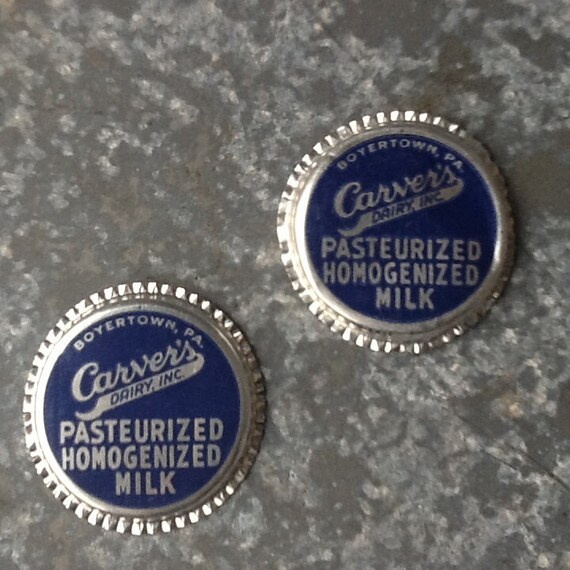 BOYERTOWN, PA.
Carver's
DAIRY, INC.
PASTEURIZED
HOMOGENIZED
MILK
BOYERTOWN, PA.
Carver's
DAIRY, INC.
PASTEURIZED
HOMOGENIZED
MILK